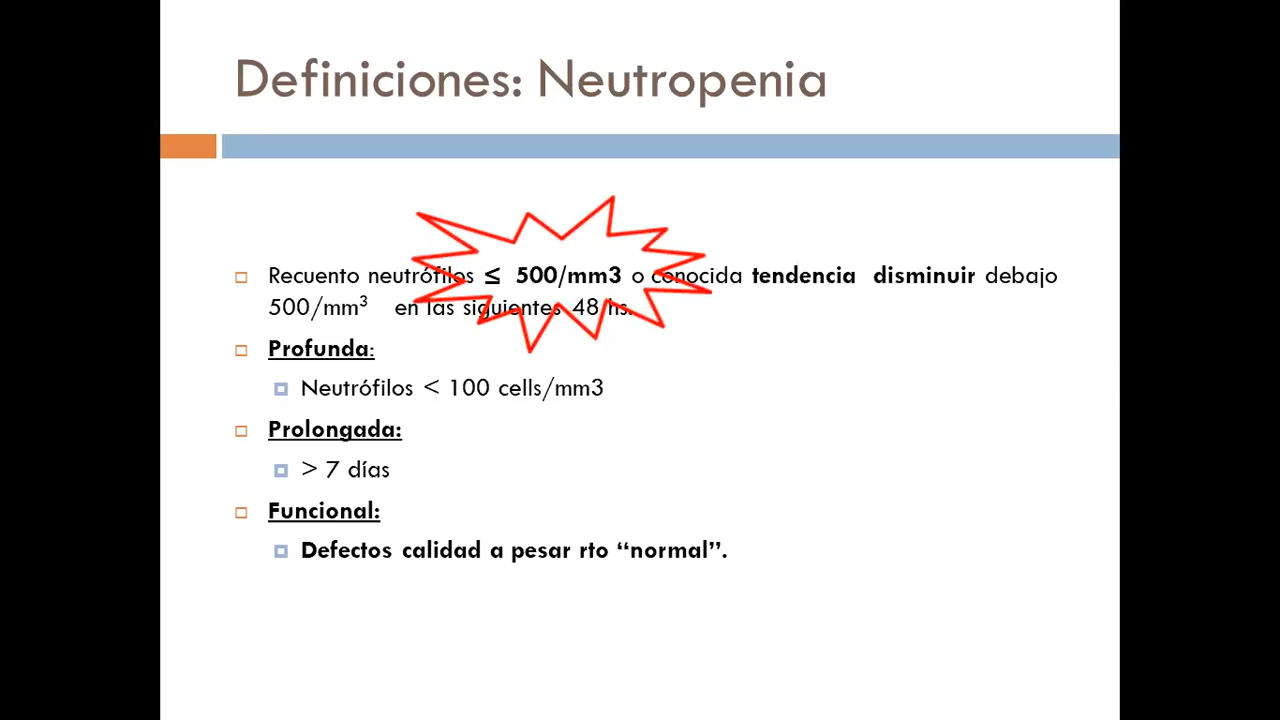 Definiciones: Neutropenia
Recuento neutrófilos ≤ 500/mm3 o conocida tendencia disminuir debajo
500/mm³ en las siguientes 48 hs.
Profunda:
Neutrófilos < 100 cells/mm3
Prolongada:
> 7 días
Funcional:
Defectos calidad a pesar rto “normal”.